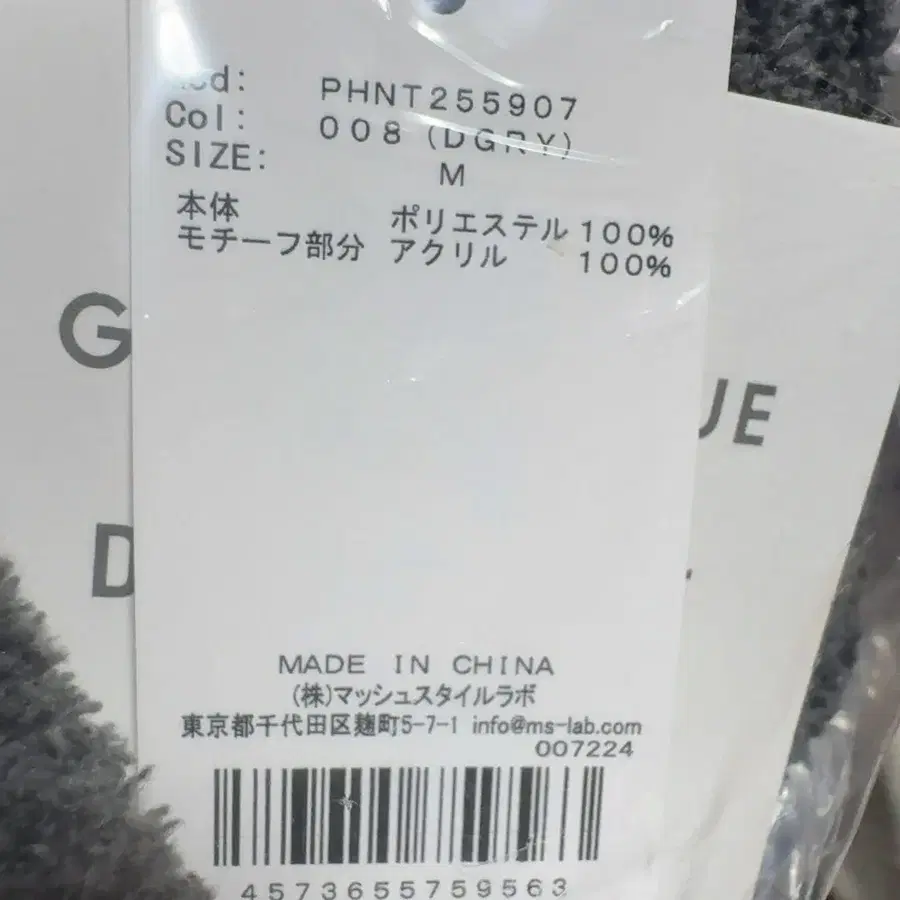 Col:
PHNT255907
008 (DGRY)
SIZE:
M
本体 ポリエステル 100%
モチーフ部分 アクリル 100%
G
UE
D
MADE IN CHINA
(株)マッシュスタイルラボ
東京都千代田区麹町5-7-1 info@ms-lab.com
007224
4573655759563